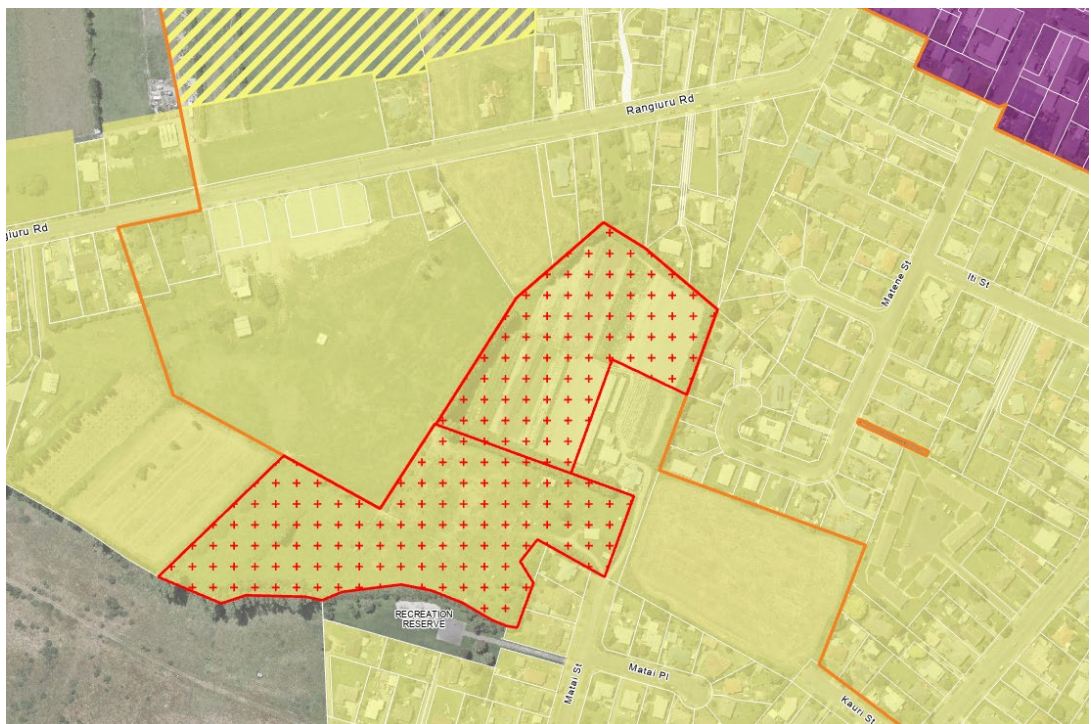 Rangiuru Rd
giuru Rd
Iti St
Matene St
RECREATION
RESERVE
Matai Pl
Matai St
Kauri St